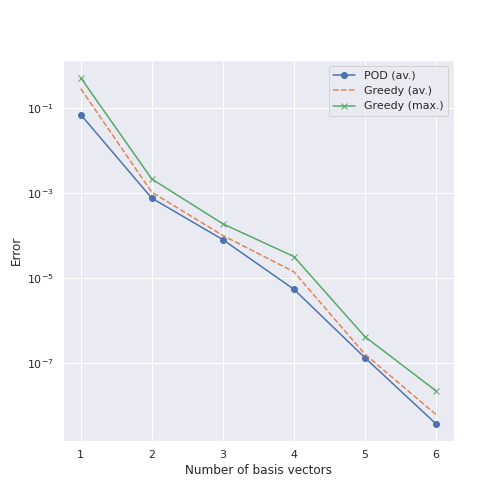 POD (av.)
Greedy (av.)
Greedy (max.)
10⁻¹
10⁻³
10⁻⁵
10⁻⁷
Error
1 2 3 4 5 6
Number of basis vectors